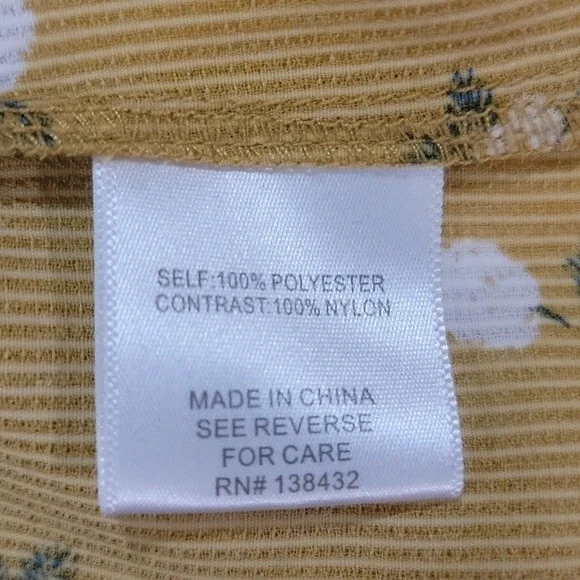 SELF:100% POLYESTER
CONTRAST:100% NYLON
MADE IN CHINA
SEE REVERSE
FOR CARE
RN# 138432